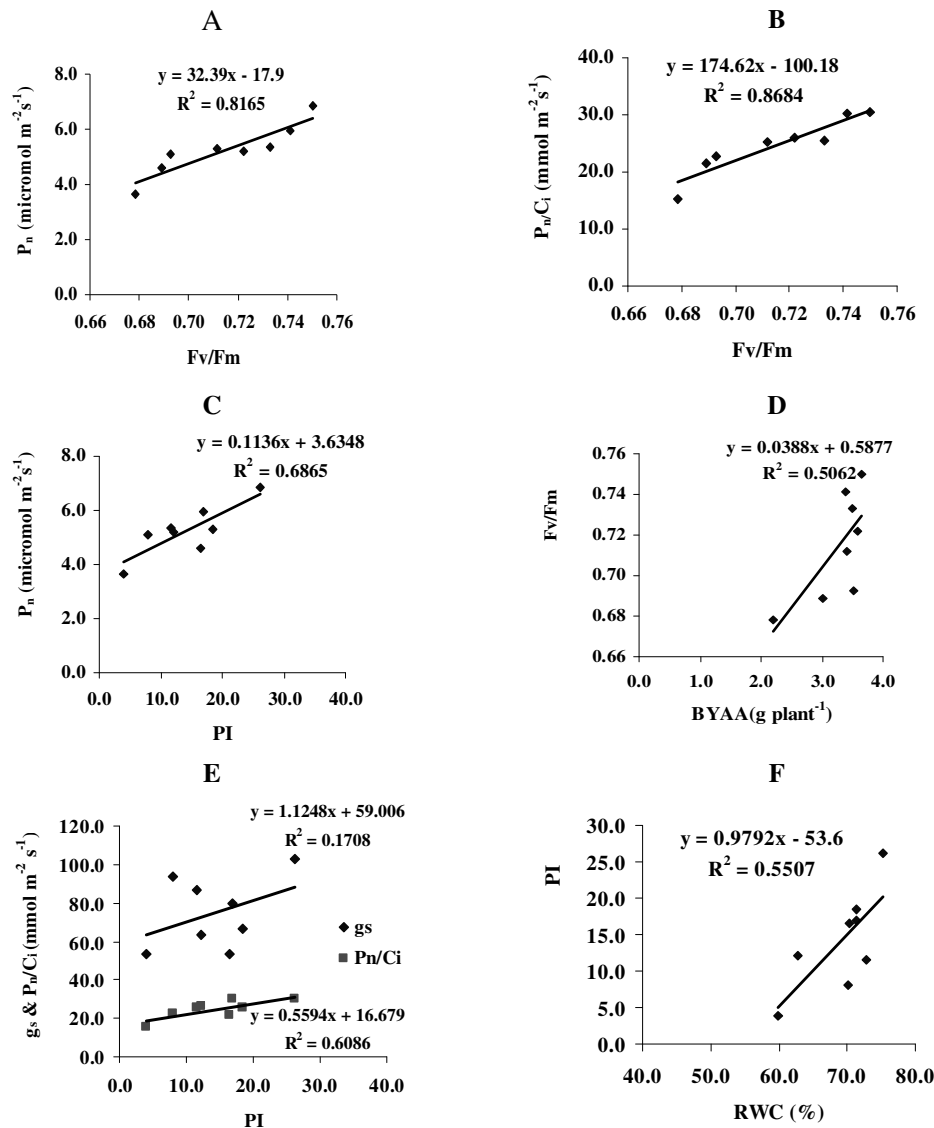 A
y = 32.39x - 17.9
R² = 0.8165
8.0
6.0
4.0
2.0
0.0
0.66 0.68 0.70 0.72 0.74 0.76
Pₙ (micromol m⁻²s⁻¹)
Fv/Fm
B
y = 174.62x - 100.18
R² = 0.8684
40.0
30.0
20.0
10.0
0.0
0.66 0.68 0.70 0.72 0.74 0.76
Pₙ/Cᵢ (mmol m⁻²s⁻¹)
Fv/Fm
C
y = 0.1136x + 3.6348
R² = 0.6865
8.0
6.0
4.0
2.0
0.0
0.0 10.0 20.0 30.0 40.0
Pₙ (micromol m⁻²s⁻¹)
PI
D
y = 0.0388x + 0.5877
R² = 0.5062
0.76
0.74
0.72
0.70
0.68
0.66
0.0 1.0 2.0 3.0 4.0
Fv/Fm
BYAA(g plant⁻¹)
E
y = 1.1248x + 59.006
R² = 0.1708
120.0
100.0
80.0
60.0
40.0
20.0
0.0
gs
Pn/Ci
y = 0.5594x + 16.679
R² = 0.6086
0.0 10.0 20.0 30.0 40.0
gₛ & Pₙ/Cᵢ (mmol m⁻² s⁻¹)
PI
F
y = 0.9792x - 53.6
R² = 0.5507
30.0
25.0
20.0
15.0
10.0
5.0
0.0
40.0 50.0 60.0 70.0 80.0
PI
RWC (%)